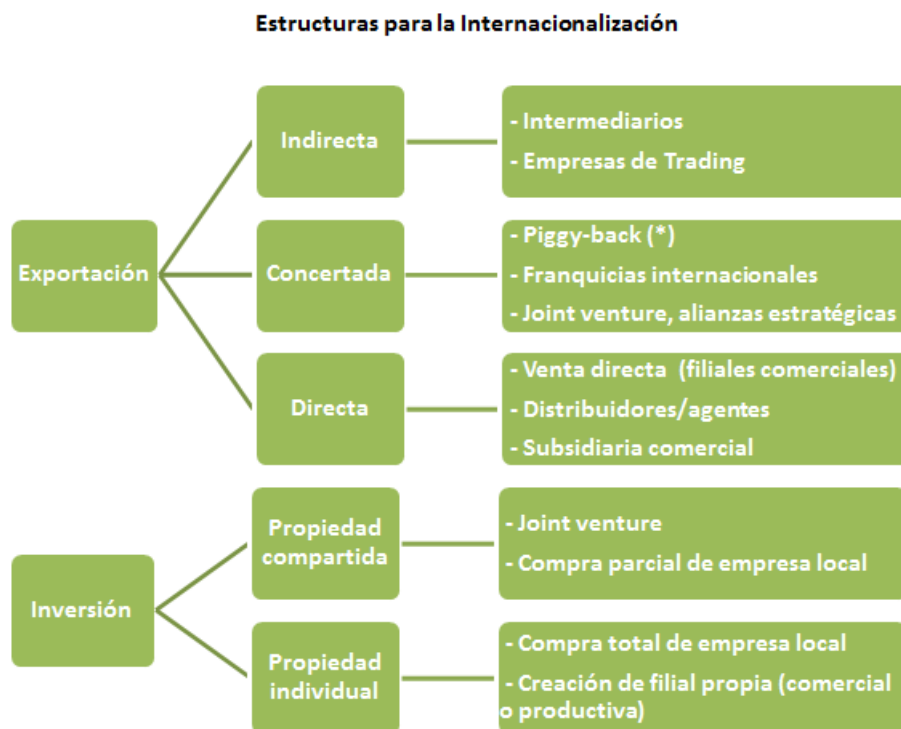 Estructuras para la Internacionalización
Exportación
Indirecta
- Intermediarios
- Empresas de Trading
Concertada
- Piggy-back (*)
- Franquicias internacionales
- Joint venture, alianzas estratégicas
Directa
- Venta directa (filiales comerciales)
- Distribuidores/agentes
- Subsidiaria comercial
Inversión
Propiedad
compartida
- Joint venture
- Compra parcial de empresa local
Propiedad
individual
- Compra total de empresa local
- Creación de filial propia (comercial
o productiva)